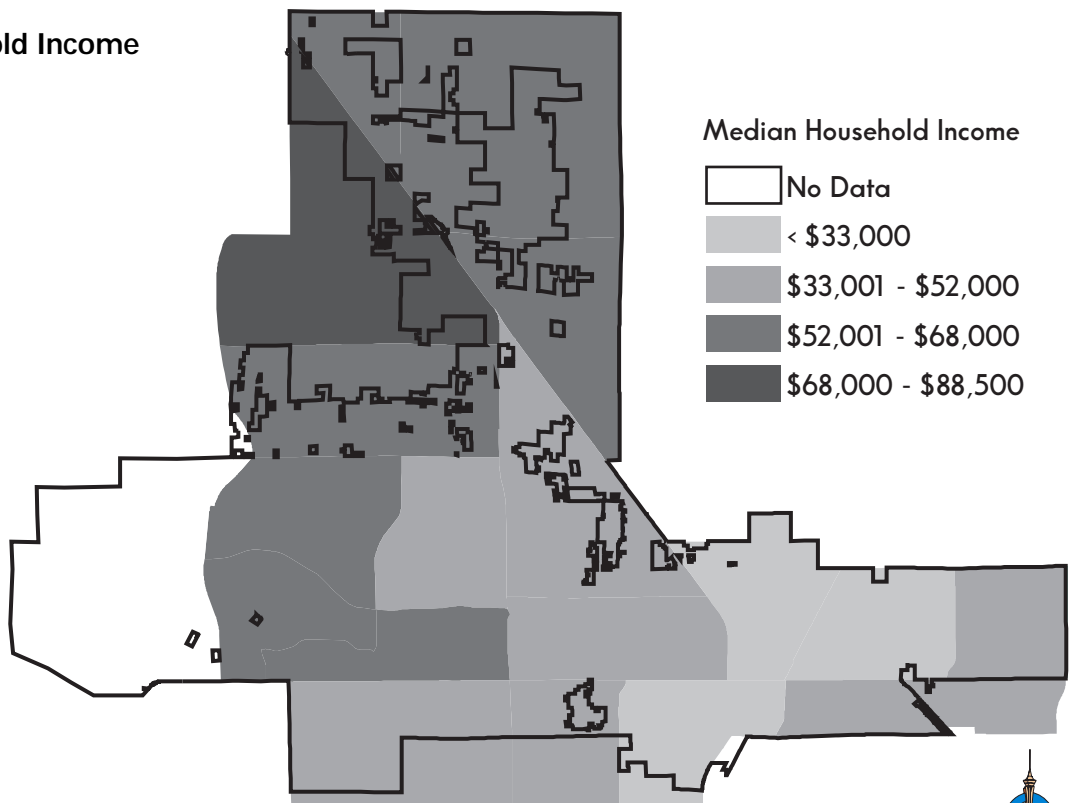 Income
Median Household Income
No Data
< $33,000
$33,001 - $52,000
$52,001 - $68,000
$68,000 - $88,500